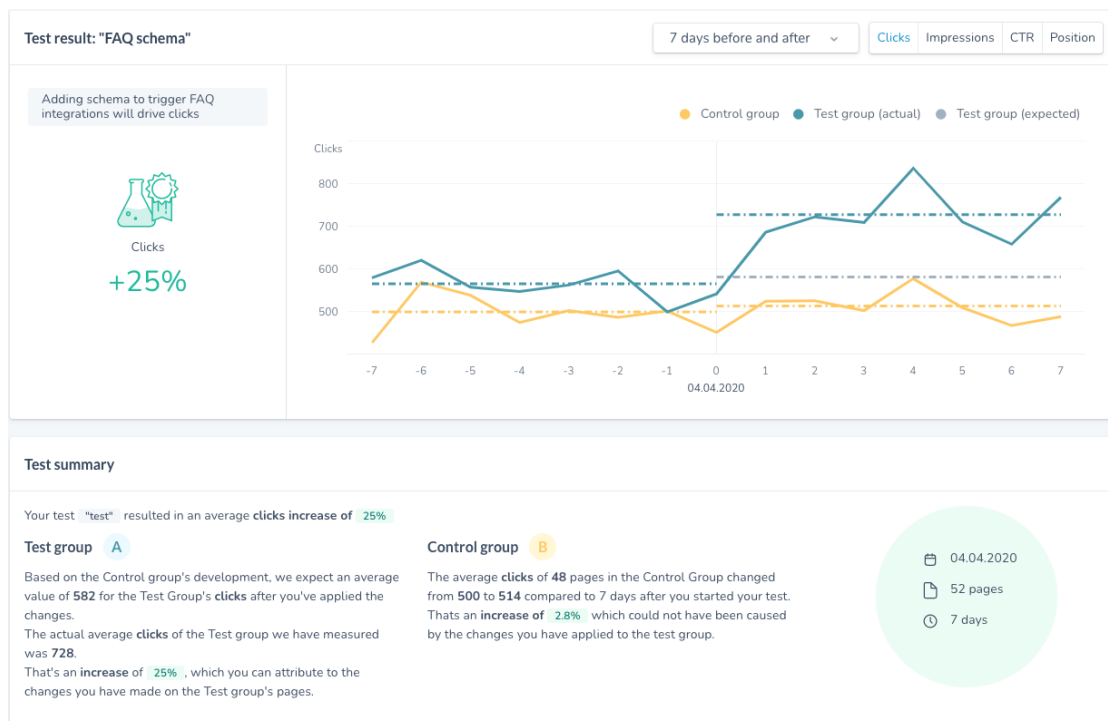 Test result: "FAQ schema"
7 days before and after
Clicks
Impressions
CTR
Position
Adding schema to trigger FAQ
integrations will drive clicks
Clicks
+25%
Control group
Test group (actual)
Test group (expected)
Clicks
800
700
600
500
-7
-6
-5
-4
-3
-2
-1
0
1
2
3
4
5
6
7
04.04.2020
Test summary
Your test "test" resulted in an average clicks increase of 25%
Test group A
Based on the Control group's development, we expect an average
value of 582 for the Test Group's clicks after you've applied the
changes.
The actual average clicks of the Test group we have measured
was 728.
That's an increase of 25% , which you can attribute to the
changes you have made on the Test group's pages.
Control group B
The average clicks of 48 pages in the Control Group changed
from 500 to 514 compared to 7 days after you started your test.
Thats an increase of 2.8% which could not have been caused
by the changes you have applied to the test group.
04.04.2020
52 pages
7 days